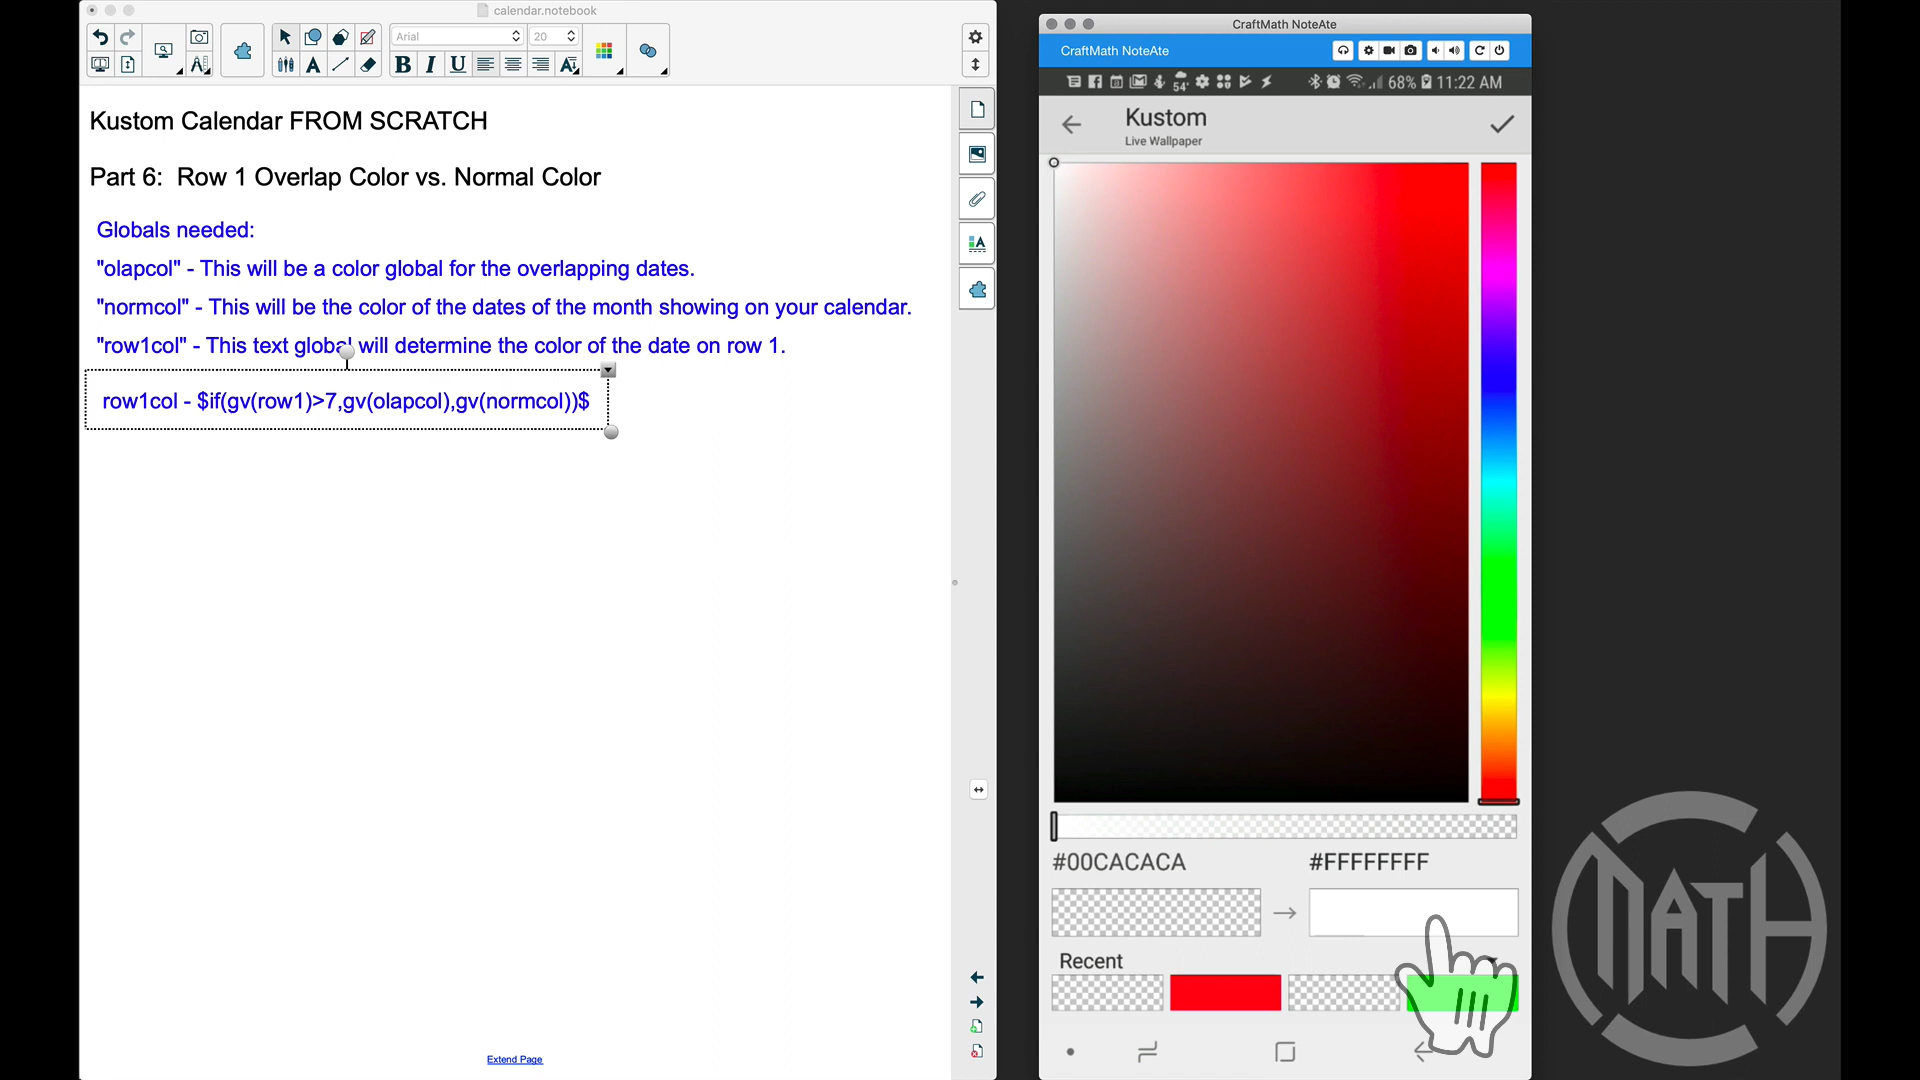 calendar.notebook
Arial
20
B I U
Kustom Calendar FROM SCRATCH
Part 6:  Row 1 Overlap Color vs. Normal Color
Globals needed:
"olapcol" - This will be a color global for the overlapping dates.
"normcol" - This will be the color of the dates of the month showing on your calendar.
"row1col" - This text global will determine the color of the date on row 1.
row1col - $if(gv(row1)>7,gv(olapcol),gv(normcol))$
Extend Page
CraftMath NoteAte
CraftMath NoteAte
54° 68% 11:22 AM
Kustom
Live Wallpaper
#00CACACA
#FFFFFFFF
Recent
MATH